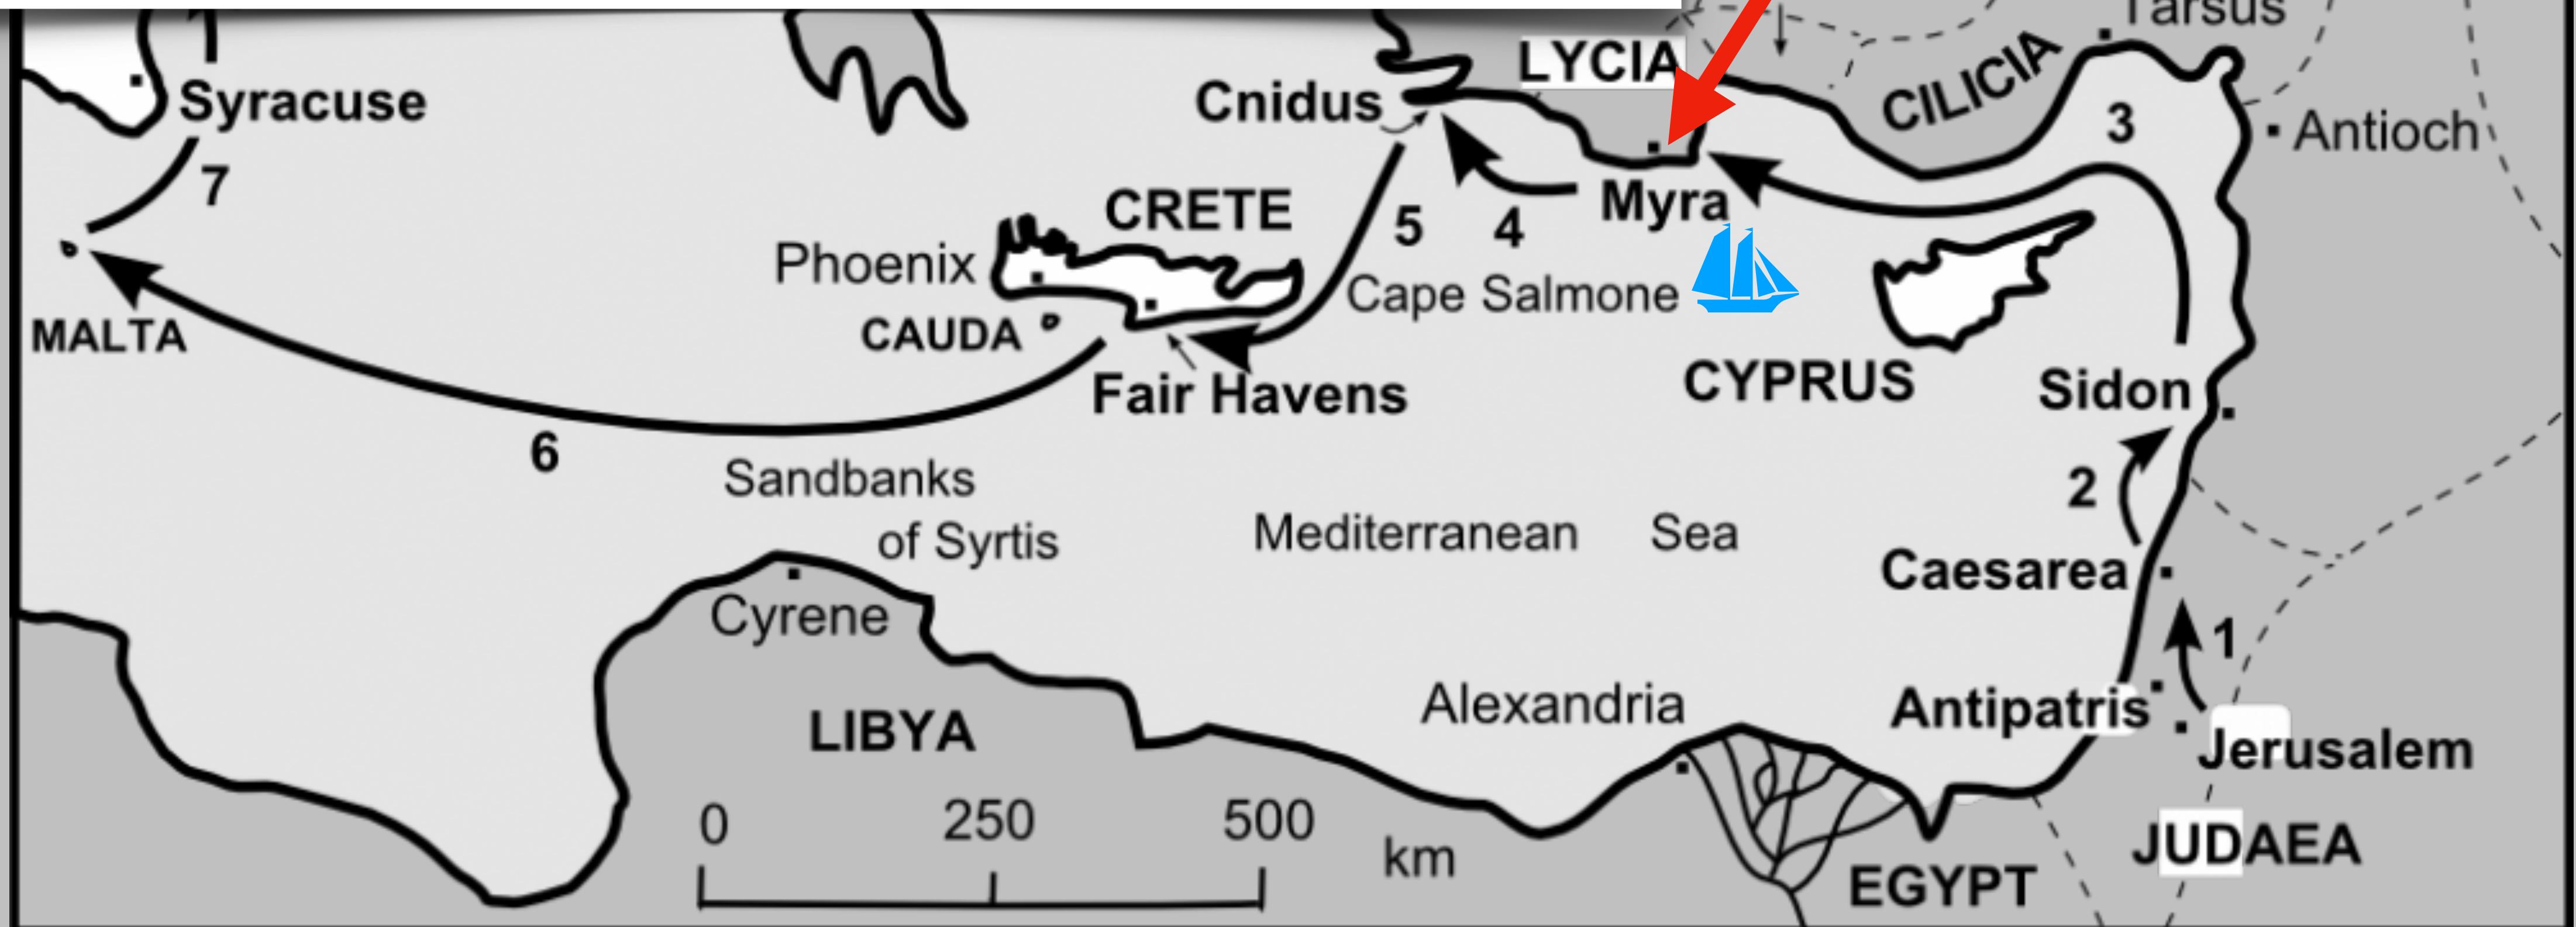 Tarsus
LYCIA
CILICIA
Syracuse
Cnidus
3
Antioch
7
CRETE
5
4
Myra
Phoenix
Cape Salmone
MALTA
CAUDA
Fair Havens
CYPRUS
Sidon
6
Sandbanks
of Syrtis
Mediterranean Sea
2
Caesarea
Cyrene
1
LIBYA
Alexandria
Antipatris
Jerusalem
0 250 500
km
JUDAEA
EGYPT